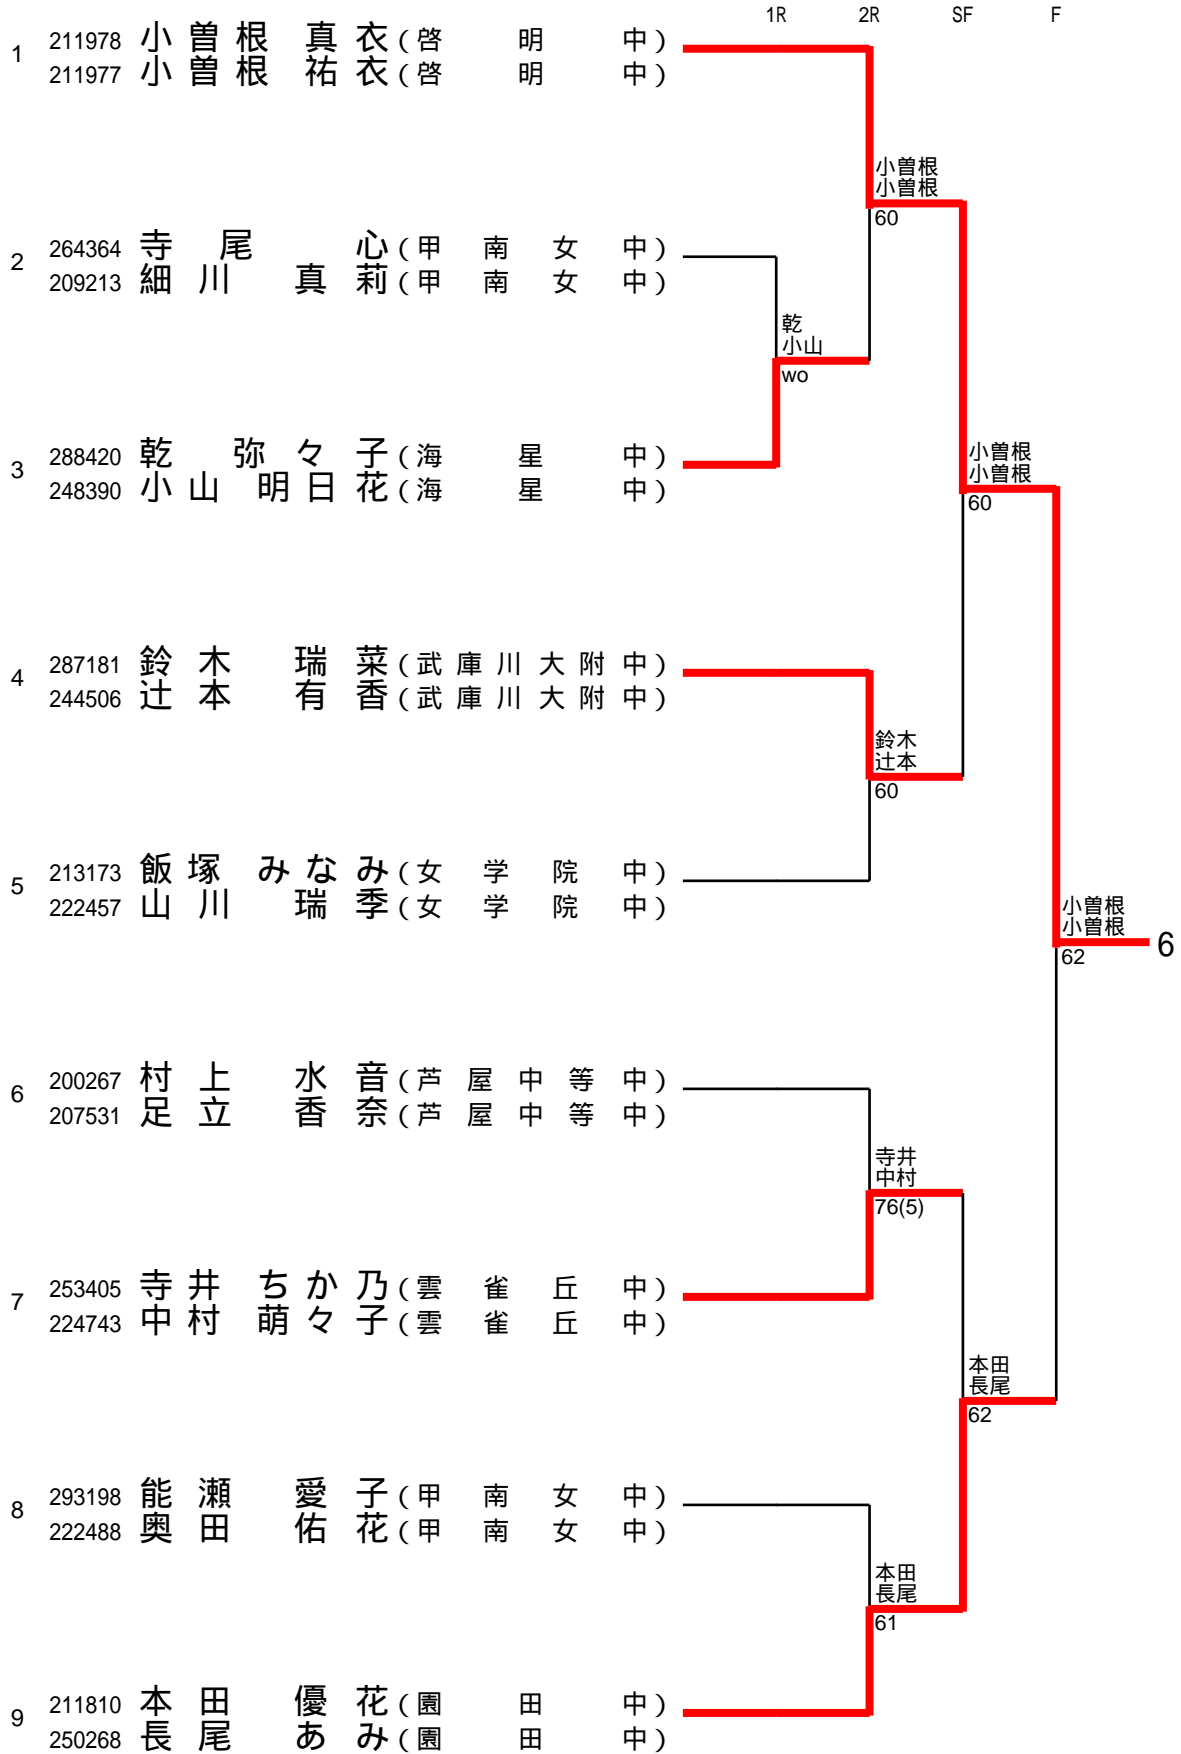 1R 2R SF F
1 211978 小曽根 真衣(啓明中)
211977 小曽根 祐衣(啓明中)
小曽根
小曽根
60
2 264364 寺尾 心(甲南女中)
209213 細川 真莉(甲南女中)
乾
小山
wo
3 288420 乾 弥々子(海星中)
248390 小山 明日花(海星中)
小曽根
小曽根
60
4 287181 鈴木 瑞菜(武庫川大附中)
244506 辻本 有香(武庫川大附中)
鈴木
辻本
60
5 213173 飯塚 みなみ(女学院中)
222457 山川 瑞季(女学院中)
小曽根
小曽根
62
6
6 200267 村上 水音(芦屋中等中)
207531 足立 香奈(芦屋中等中)
寺井
中村
76(5)
7 253405 寺井 ちか乃(雲雀丘中)
224743 中村 萌々子(雲雀丘中)
本田
長尾
62
8 293198 能瀬 愛子(甲南女中)
222488 奥田 佑花(甲南女中)
本田
長尾
61
9 211810 本田 優花(園田中)
250268 長尾 あみ(園田中)